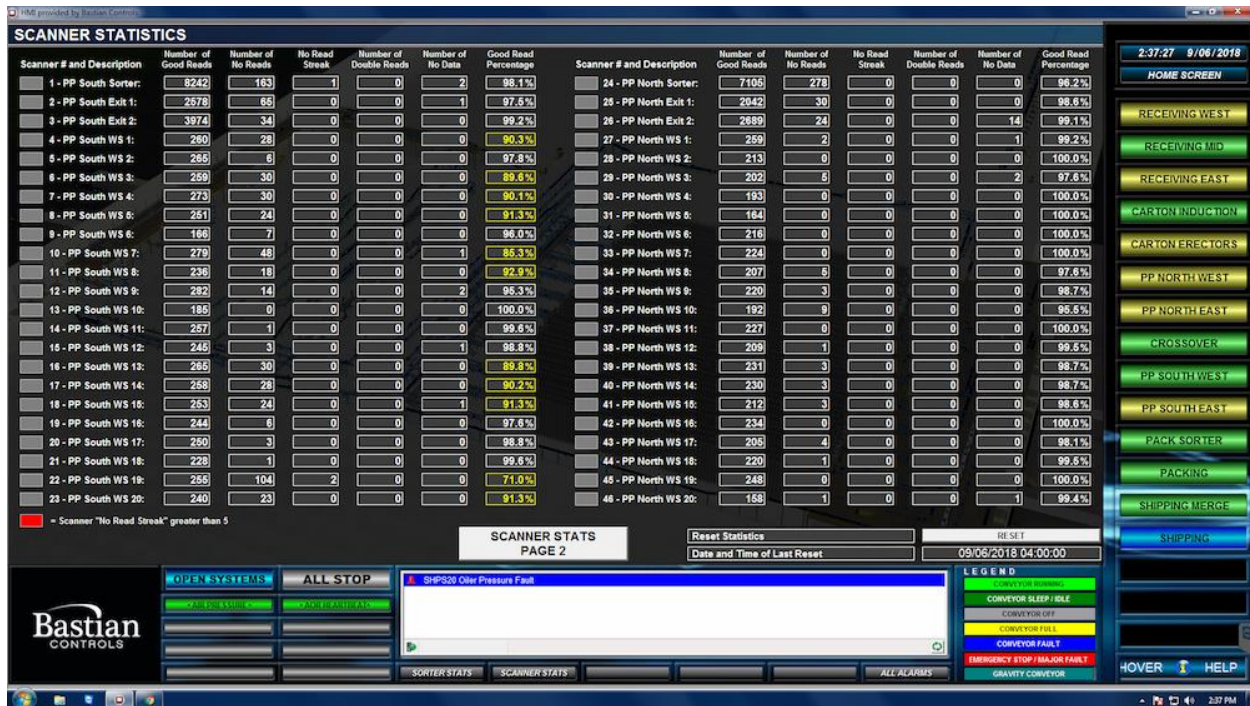 HMI provided by Bastian Controls
SCANNER STATISTICS
2:37:27 9/06/2018
HOME SCREEN
Scanner # and Description Number of Good Reads Number of No Reads No Read Streak Number of Double Reads Number of No Data Good Read Percentage
1 - PP South Sorter: 8242 163 1 0 2 98.1%
2 - PP South Exit 1: 2578 65 0 0 1 97.5%
3 - PP South Exit 2: 3974 34 0 0 0 99.2%
4 - PP South WS 1: 260 28 0 0 0 90.3%
5 - PP South WS 2: 265 6 0 0 0 97.8%
6 - PP South WS 3: 259 30 0 0 0 89.6%
7 - PP South WS 4: 273 30 0 0 0 90.1%
8 - PP South WS 5: 251 24 0 0 0 91.3%
9 - PP South WS 6: 166 7 0 0 0 96.0%
10 - PP South WS 7: 279 48 0 0 1 85.3%
11 - PP South WS 8: 236 18 0 0 0 92.9%
12 - PP South WS 9: 282 14 0 0 2 95.3%
13 - PP South WS 10: 185 0 0 0 0 100.0%
14 - PP South WS 11: 257 1 0 0 0 99.6%
15 - PP South WS 12: 245 3 0 0 1 98.8%
16 - PP South WS 13: 265 30 0 0 0 89.8%
17 - PP South WS 14: 258 28 0 0 0 90.2%
18 - PP South WS 15: 253 24 0 0 1 91.3%
19 - PP South WS 16: 244 6 0 0 0 97.6%
20 - PP South WS 17: 250 3 0 0 0 98.8%
21 - PP South WS 18: 228 1 0 0 0 99.6%
22 - PP South WS 19: 255 104 2 0 0 71.0%
23 - PP South WS 20: 240 23 0 0 0 91.3%
Scanner # and Description Number of Good Reads Number of No Reads No Read Streak Number of Double Reads Number of No Data Good Read Percentage
24 - PP North Sorter: 7105 278 0 0 0 96.2%
25 - PP North Exit 1: 2042 30 0 0 0 98.6%
26 - PP North Exit 2: 2689 24 0 0 14 99.1%
27 - PP North WS 1: 259 2 0 0 1 99.2%
28 - PP North WS 2: 213 0 0 0 0 100.0%
29 - PP North WS 3: 202 5 0 0 2 97.6%
30 - PP North WS 4: 193 0 0 0 0 100.0%
31 - PP North WS 5: 164 0 0 0 0 100.0%
32 - PP North WS 6: 216 0 0 0 0 100.0%
33 - PP North WS 7: 224 0 0 0 0 100.0%
34 - PP North WS 8: 207 5 0 0 0 97.6%
35 - PP North WS 9: 220 3 0 0 0 98.7%
36 - PP North WS 10: 192 9 0 0 0 95.5%
37 - PP North WS 11: 227 0 0 0 0 100.0%
38 - PP North WS 12: 209 1 0 0 0 99.5%
39 - PP North WS 13: 231 3 0 0 0 98.7%
40 - PP North WS 14: 230 3 0 0 0 98.7%
41 - PP North WS 15: 212 3 0 0 0 98.6%
42 - PP North WS 16: 234 0 0 0 0 100.0%
43 - PP North WS 17: 205 4 0 0 0 98.1%
44 - PP North WS 18: 220 1 0 0 0 99.5%
45 - PP North WS 19: 248 0 0 0 0 100.0%
46 - PP North WS 20: 158 1 0 0 1 99.4%
= Scanner "No Read Streak" greater than 5
SCANNER STATS
PAGE 2
Reset Statistics RESET
Date and Time of Last Reset 09/06/2018 04:00:00
RECEIVING WEST
RECEIVING MID
RECEIVING EAST
CARTON INDUCTION
CARTON ERECTORS
PP NORTH WEST
PP NORTH EAST
CROSSOVER
PP SOUTH WEST
PP SOUTH EAST
PACK SORTER
PACKING
SHIPPING MERGE
SHIPPING
Bastian
CONTROLS
OPEN SYSTEMS ALL STOP
<AIR PRESSURE> <AOB HEARTBEAT>
SHPS20 Oiler Pressure Fault
SORTER STATS SCANNER STATS ALL ALARMS
LEGEND
CONVEYOR RUNNING
CONVEYOR SLEEP / IDLE
CONVEYOR OFF
CONVEYOR FULL
CONVEYOR FAULT
EMERGENCY STOP / MAJOR FAULT
GRAVITY CONVEYOR
HOVER HELP
2:37 PM